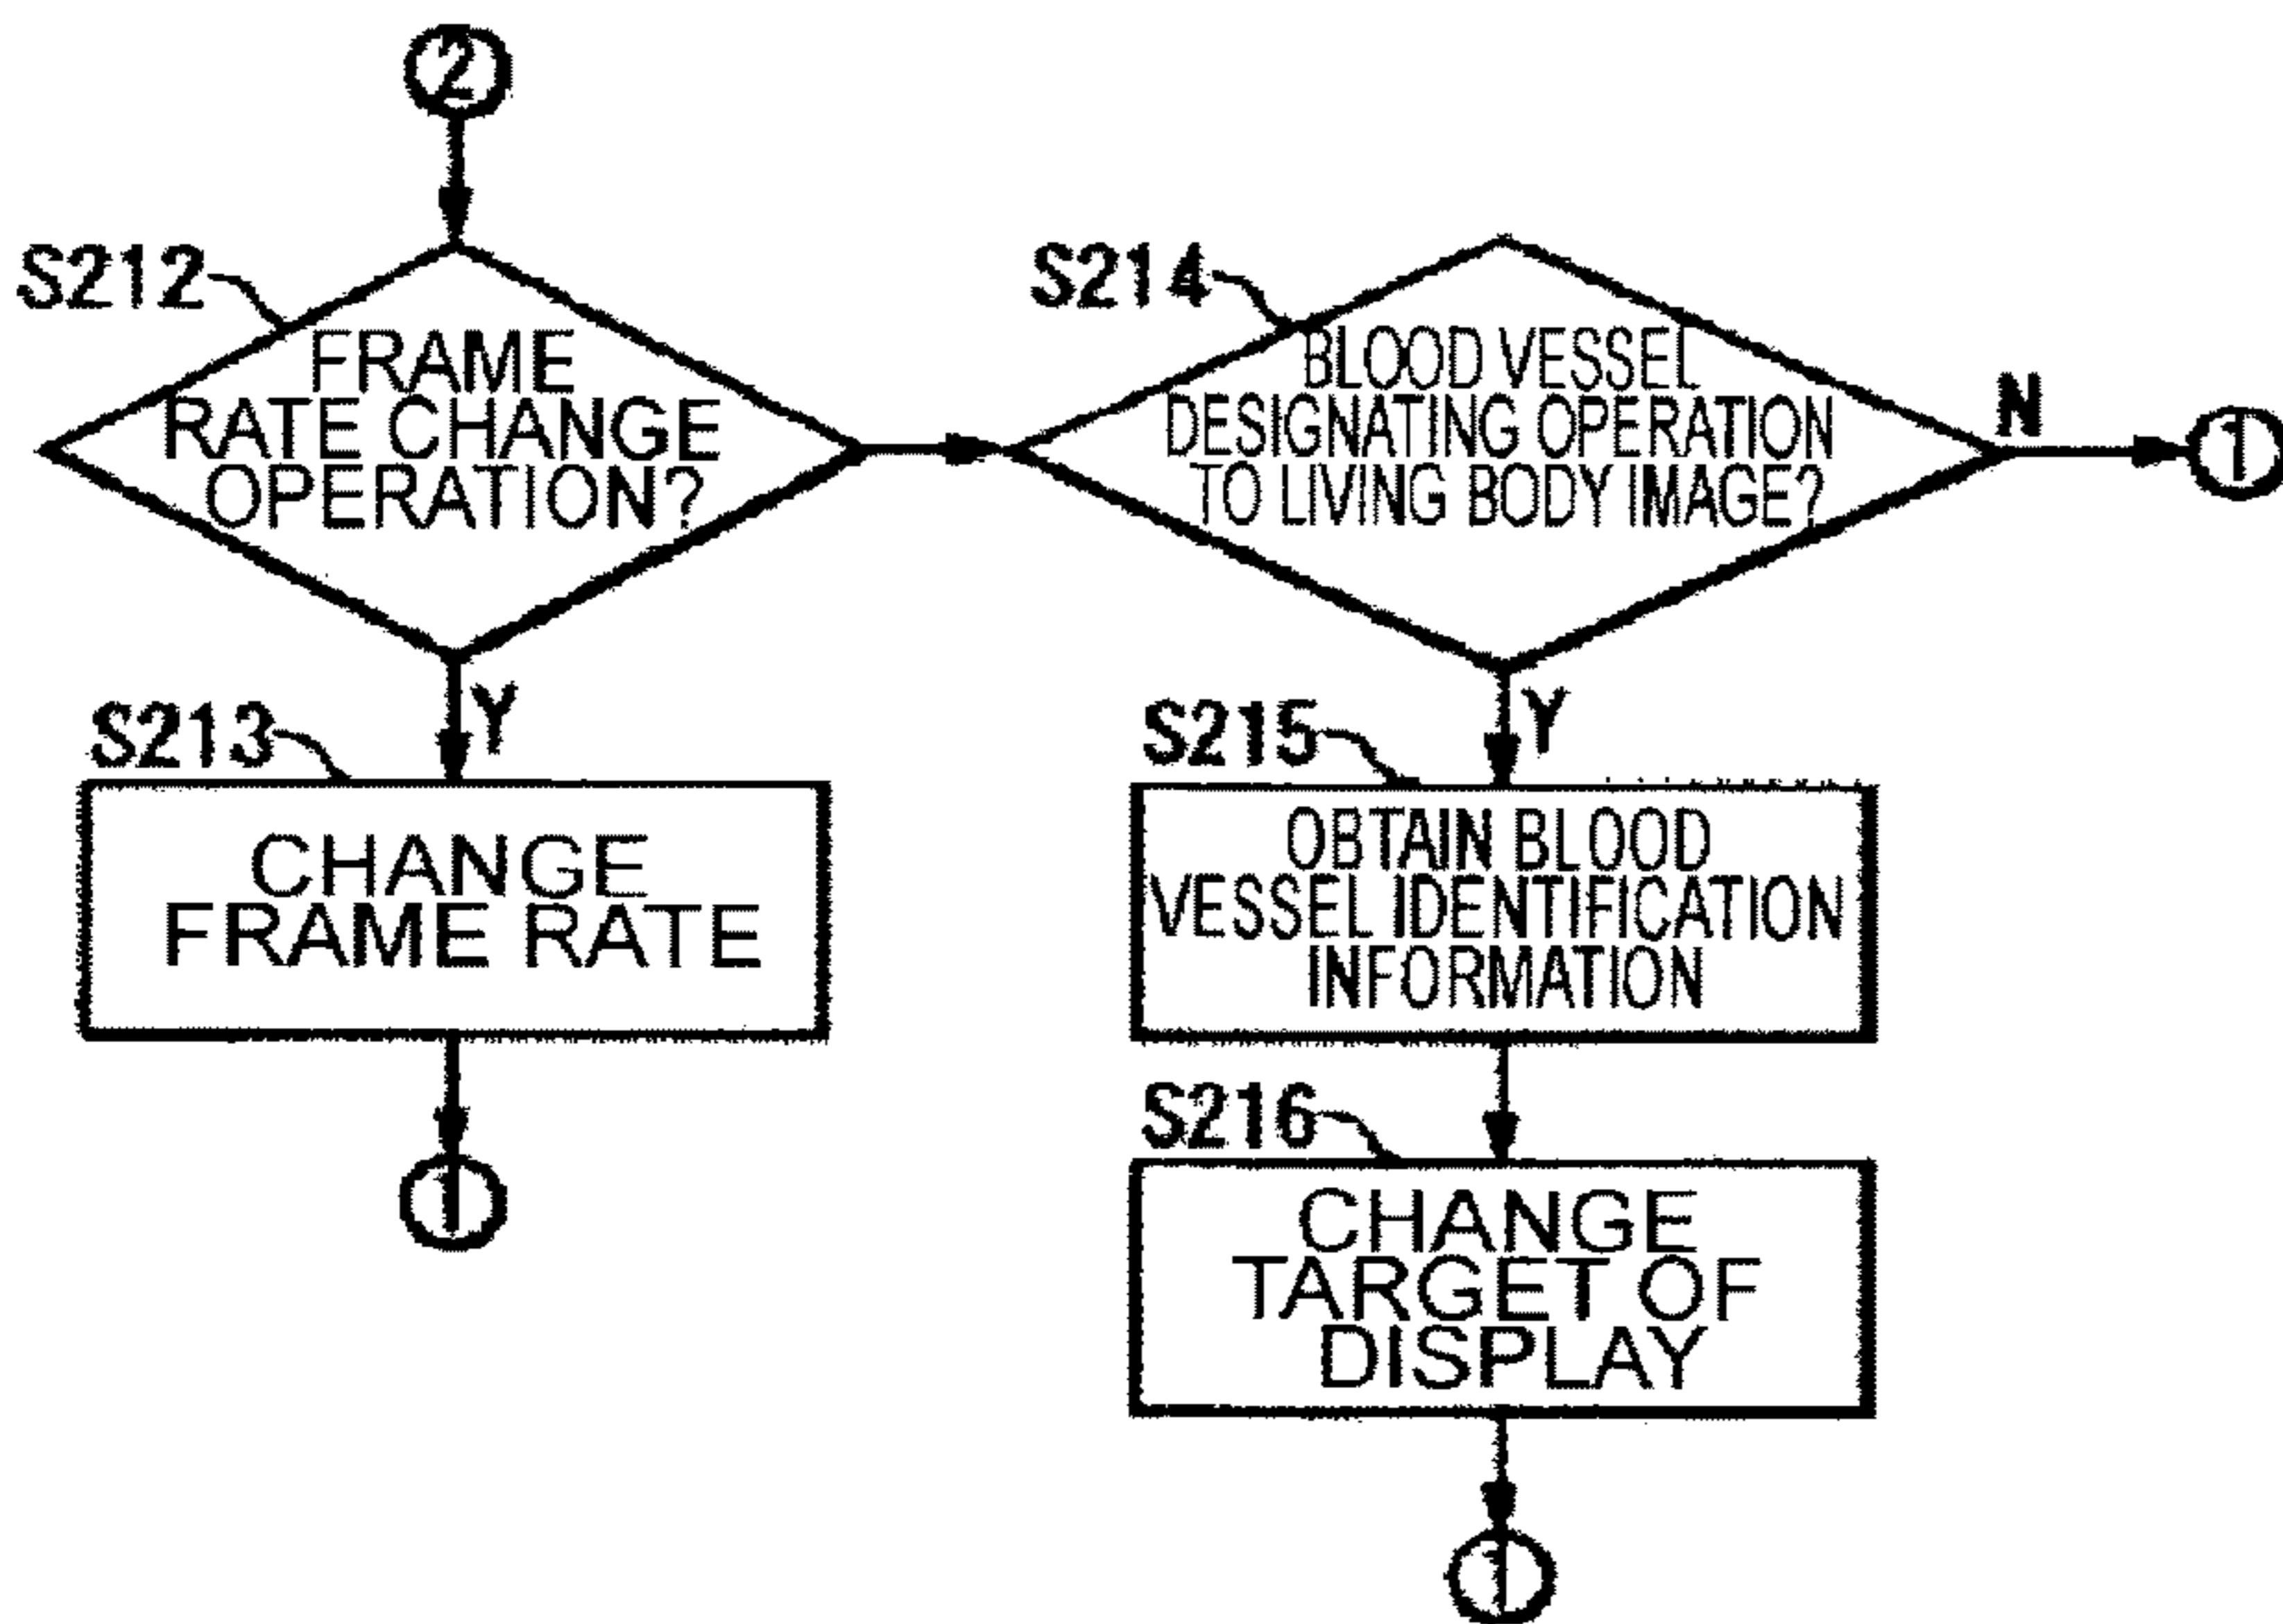 2
S212
FRAME
RATE CHANGE
OPERATION?
S214
BLOOD VESSEL
DESIGNATING OPERATION
TO LIVING BODY IMAGE?
N
1
Y
S213
CHANGE
FRAME RATE
1
Y
S215
OBTAIN BLOOD
VESSEL IDENTIFICATION
INFORMATION
S216
CHANGE
TARGET OF
DISPLAY
1